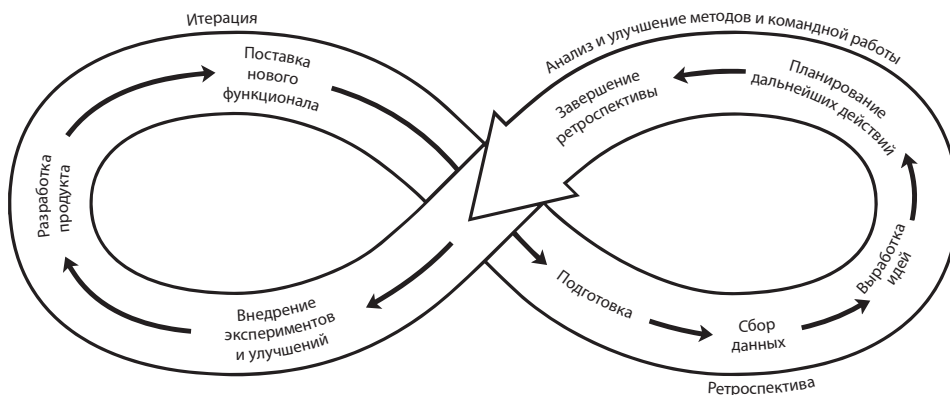 Итерация
Поставка
нового
функционала
Разработка
продукта
Внедрение
экспериментов
и улучшений
Анализ и улучшение методов и командной работы
Завершение
ретроспективы
Планирование
дальнейших действий
Выработка
идей
Подготовка
Сбор
данных
Ретроспектива